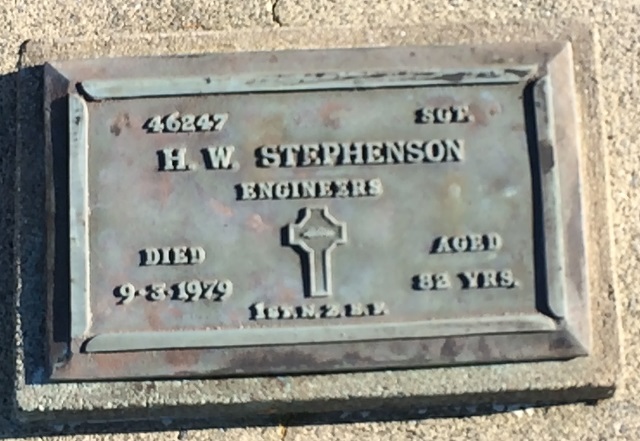 46247 SGT.
H. W. STEPHENSON
ENGINEERS
DIED AGED
9·3·1979 82 YRS.
1ST. N. Z. E. F.